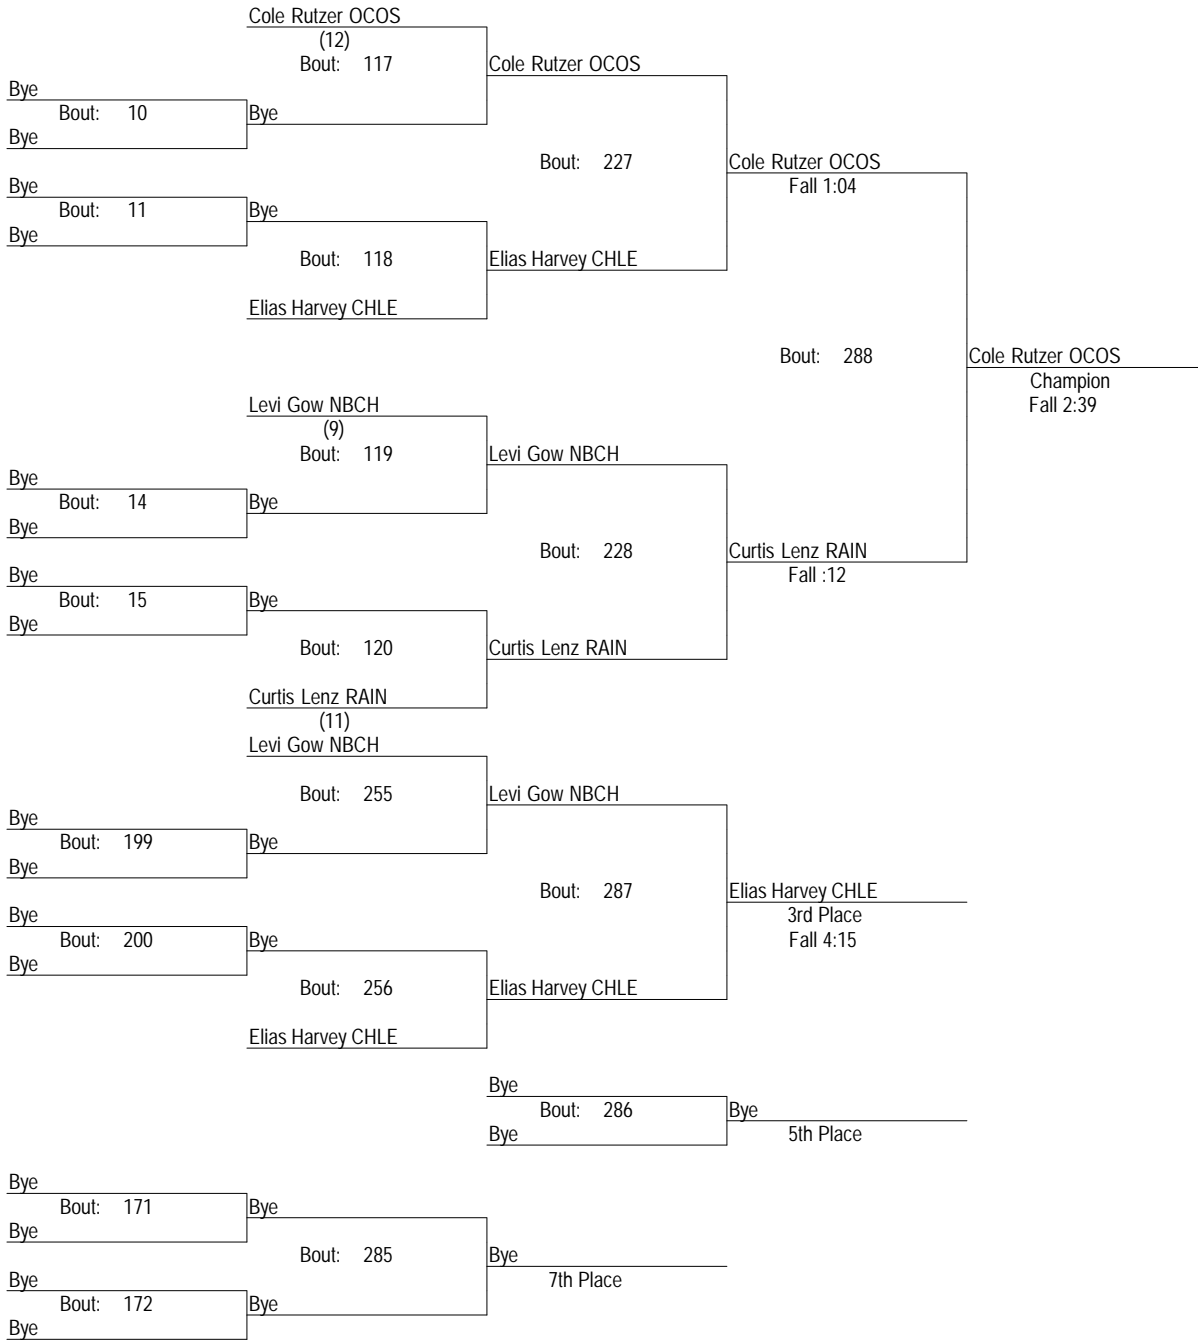 Cole Rutzer OCOS
(12)
Bout: 117
Cole Rutzer OCOS
Bye
Bout: 10
Bye
Bye
Bout: 227
Cole Rutzer OCOS
Fall 1:04
Bye
Bout: 11
Bye
Bye
Bout: 118
Elias Harvey CHLE
Elias Harvey CHLE
Bout: 288
Cole Rutzer OCOS
Champion
Fall 2:39
Levi Gow NBCH
(9)
Bout: 119
Levi Gow NBCH
Bye
Bout: 14
Bye
Bye
Bout: 228
Curtis Lenz RAIN
Fall :12
Bye
Bout: 15
Bye
Bye
Bout: 120
Curtis Lenz RAIN
Curtis Lenz RAIN
(11)
Levi Gow NBCH
Bout: 255
Levi Gow NBCH
Bye
Bout: 199
Bye
Bye
Bout: 287
Elias Harvey CHLE
3rd Place
Fall 4:15
Bye
Bout: 200
Bye
Bye
Bout: 256
Elias Harvey CHLE
Elias Harvey CHLE
Bye
Bout: 286
Bye
Bye
5th Place
Bye
Bout: 171
Bye
Bye
Bout: 285
Bye
7th Place
Bye
Bout: 172
Bye
Bye